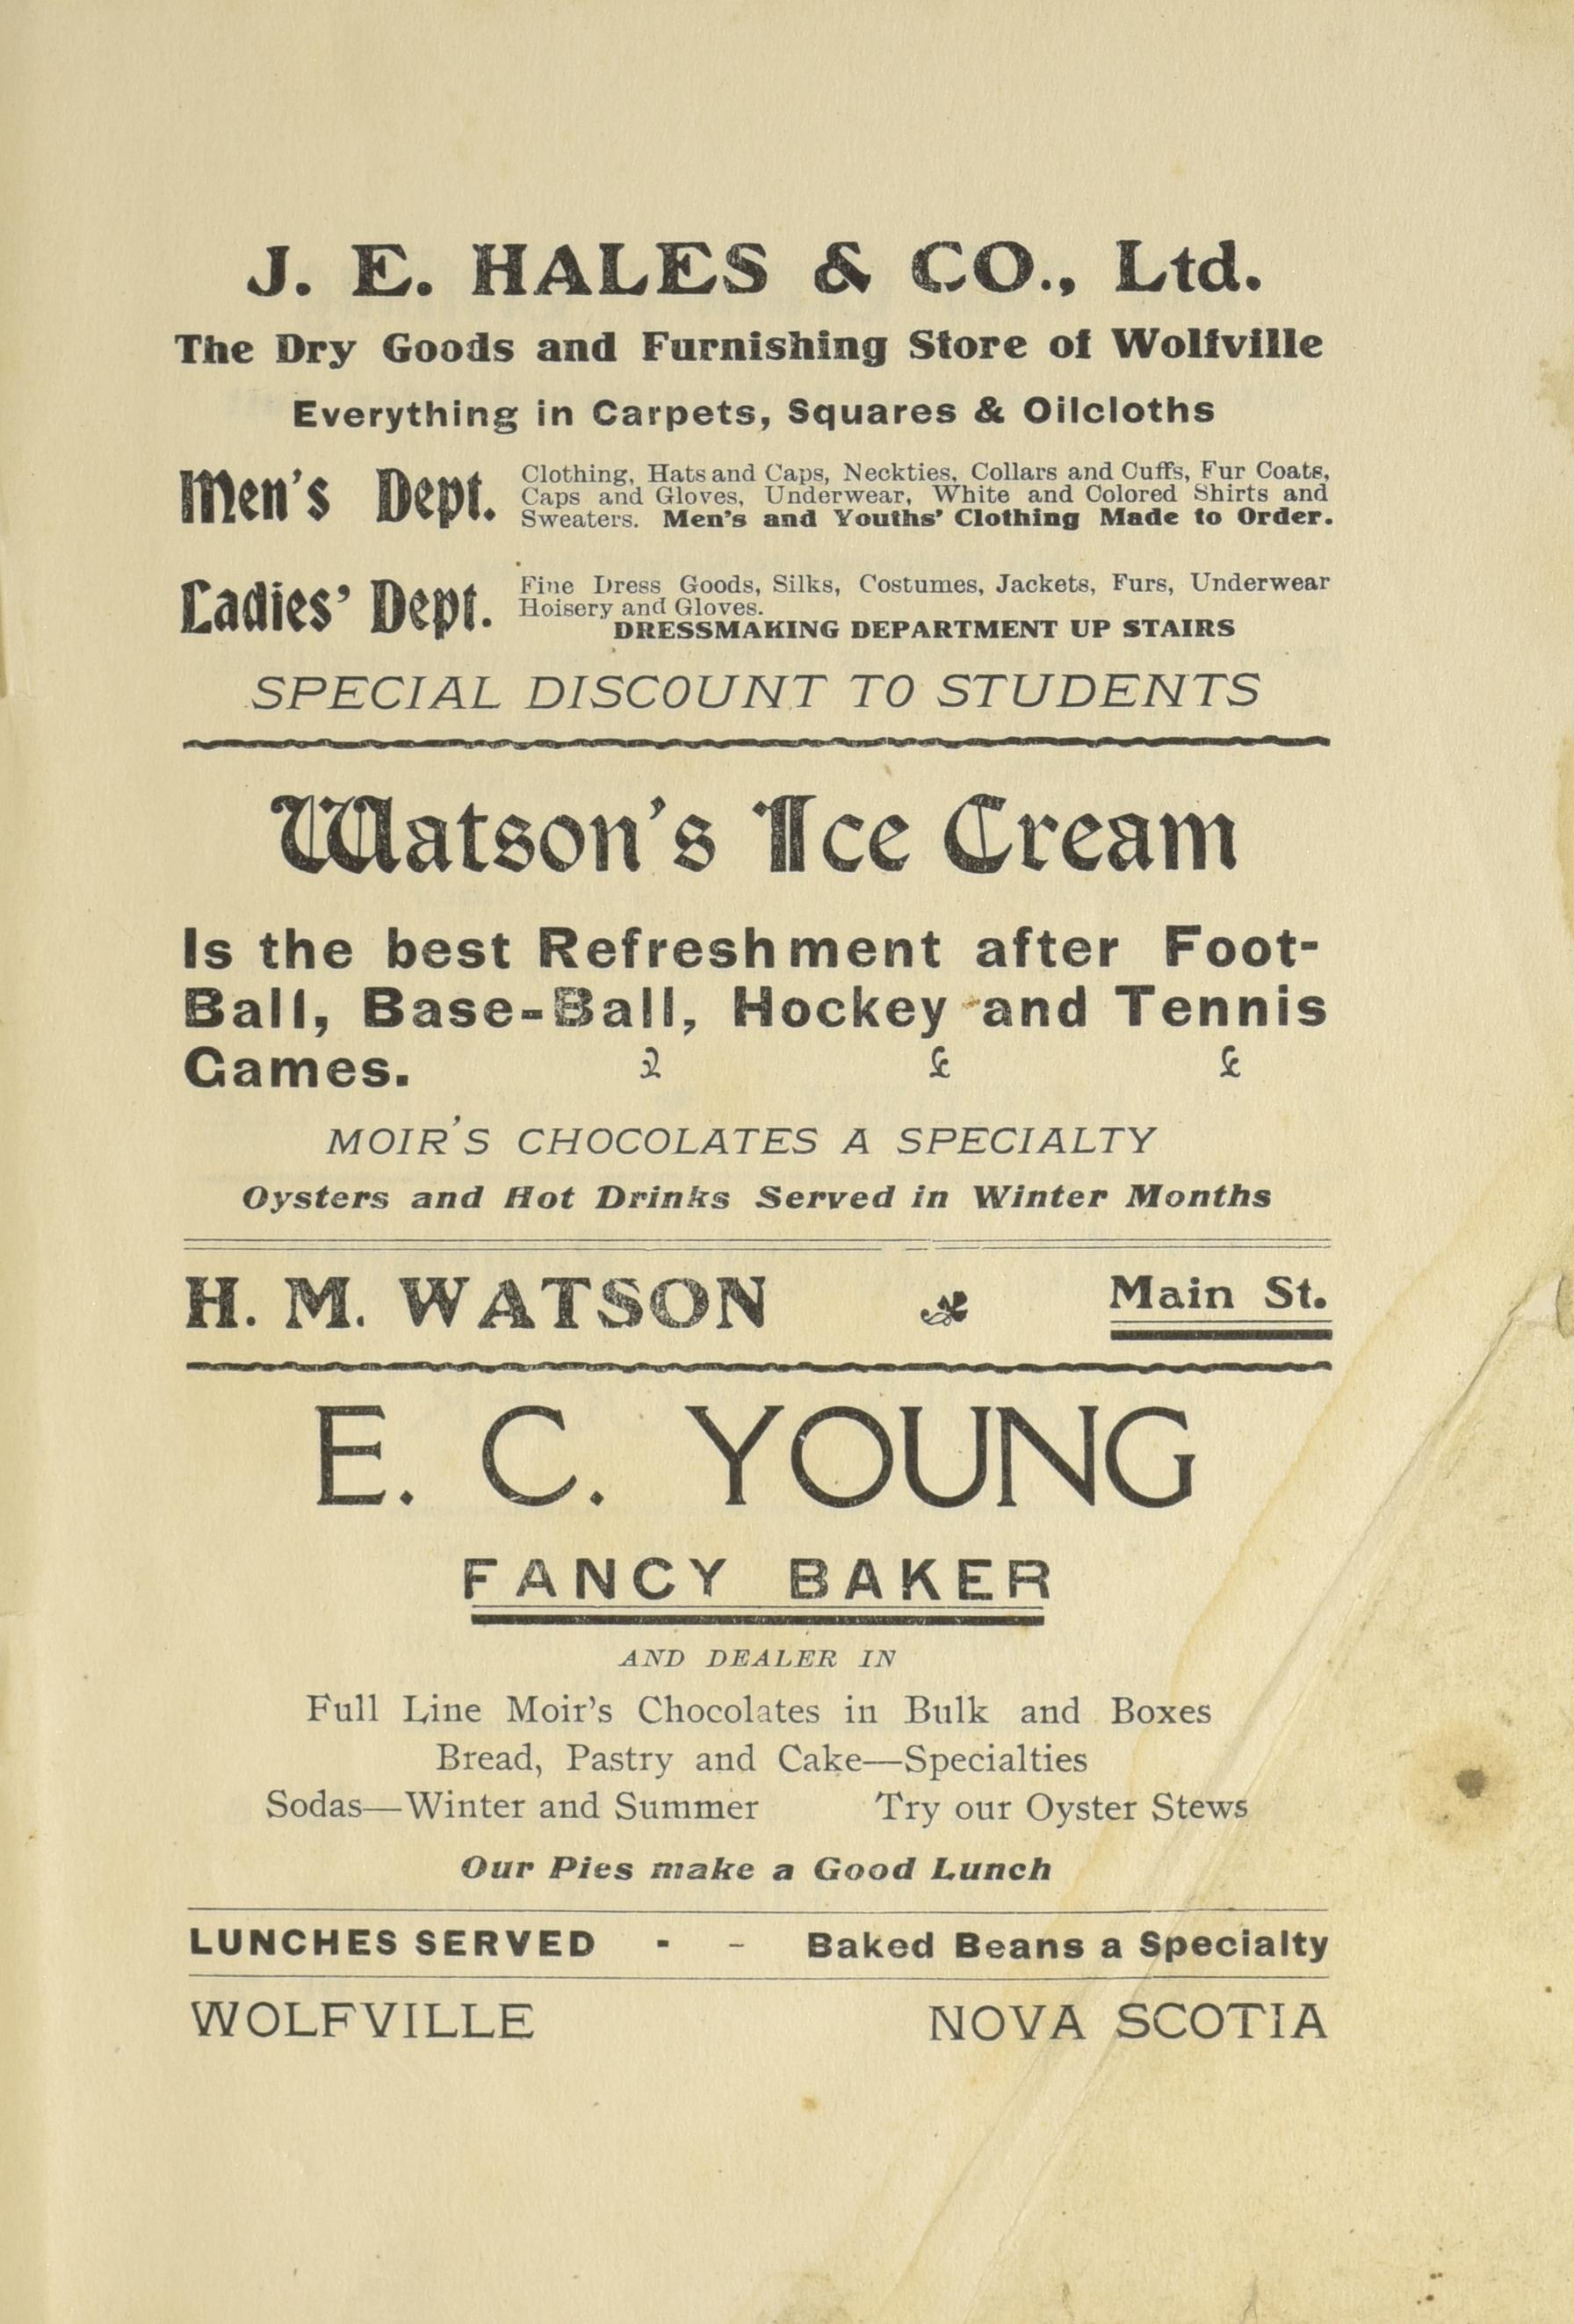 J. E. HALES & CO., Ltd.
The Dry Goods and Furnishing Store of Wolfville
Everything in Carpets, Squares & Oilcloths
Men's Dept.
Clothing, Hats and Caps, Neckties, Collars and Cuffs, Fur Coats,
Caps and Gloves, Underwear, White and Colored Shirts and
Sweaters. Men's and Youths' Clothing Made to Order.
Ladies' Dept.
Fine Dress Goods, Silks, Costumes, Jackets, Furs, Underwear
Hoisery and Gloves.
DRESSMAKING DEPARTMENT UP STAIRS
SPECIAL DISCOUNT TO STUDENTS
Watson's Ice Cream
Is the best Refreshment after Foot-
Ball, Base-Ball, Hockey and Tennis
Games.
MOIR'S CHOCOLATES A SPECIALTY
Oysters and Hot Drinks Served in Winter Months
H. M. WATSON Main St.
E. C. YOUNG
FANCY BAKER
AND DEALER IN
Full Line Moir's Chocolates in Bulk and Boxes
Bread, Pastry and Cake—Specialties
Sodas—Winter and Summer Try our Oyster Stews
Our Pies make a Good Lunch
LUNCHES SERVED - - Baked Beans a Specialty
WOLFVILLE NOVA SCOTIA